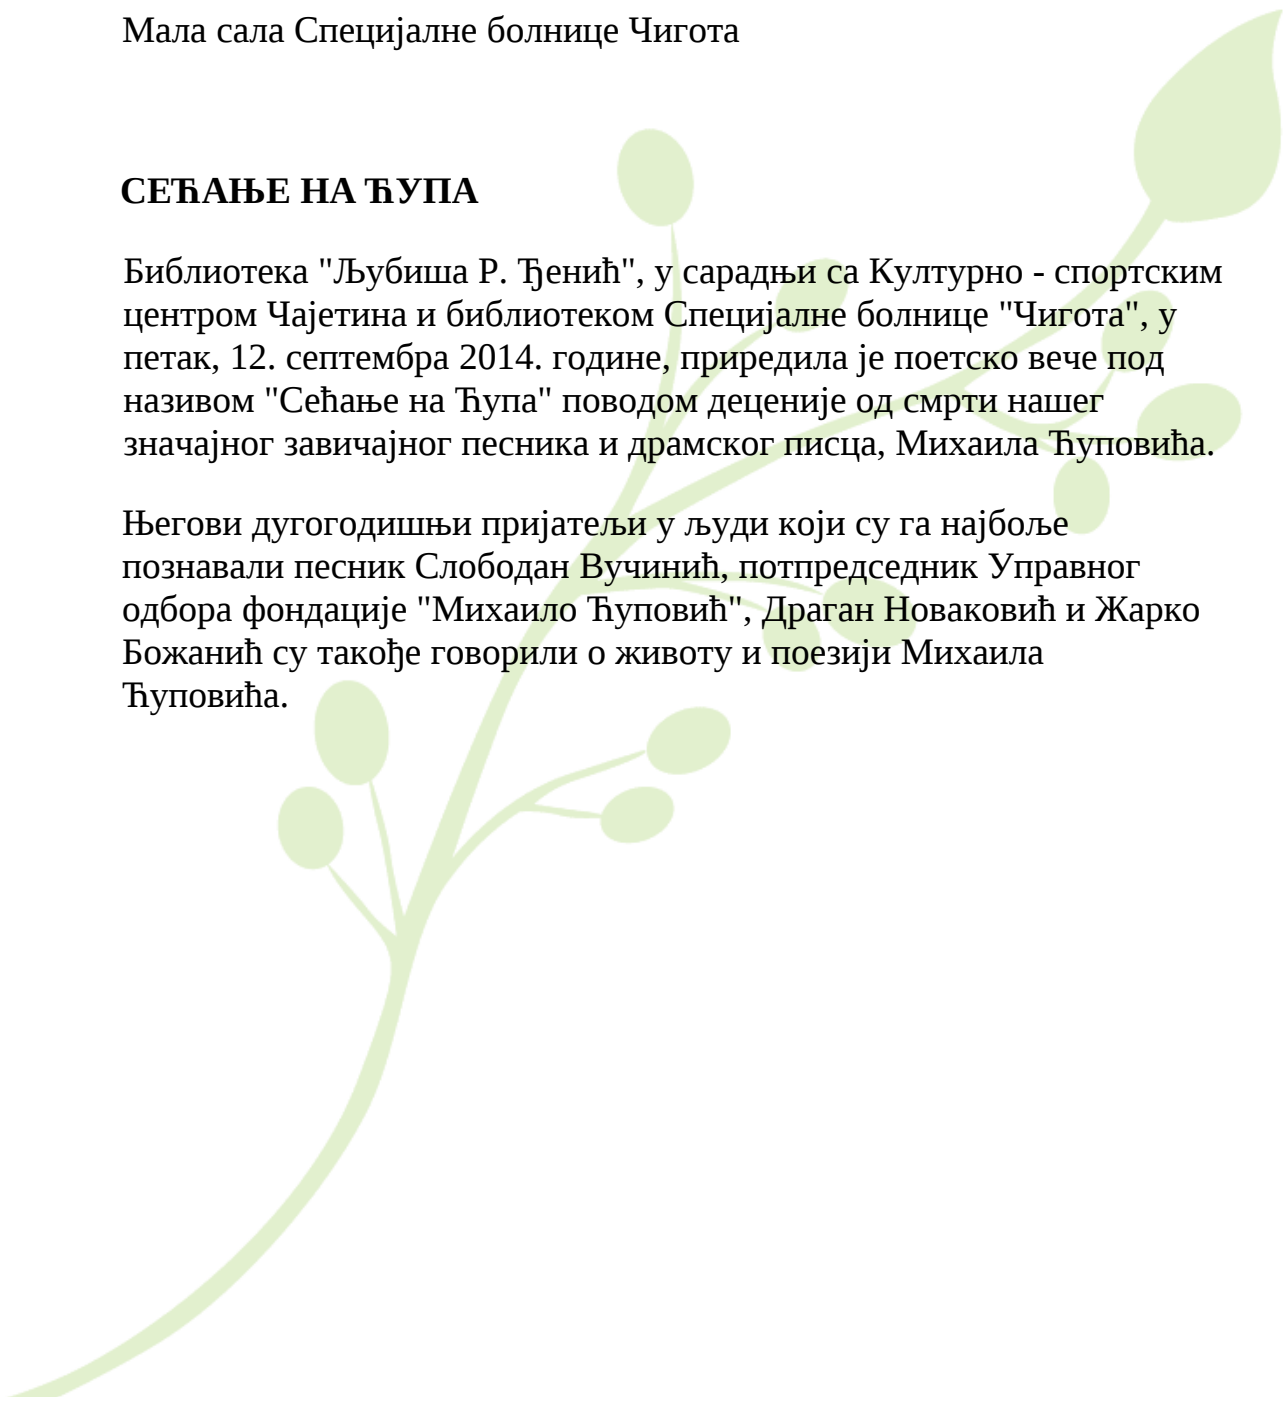 Мала сала Специјалне болнице Чигота
СЕЋАЊЕ НА ЋУПА
Библиотека "Љубиша Р. Ђенић", у сарадњи са Културно - спортским
центром Чајетина и библиотеком Специјалне болнице "Чигота", у
петак, 12. септембра 2014. године, приредила је поетско вече под
називом "Сећање на Ћупа" поводом деценије од смрти нашег
значајног завичајног песника и драмског писца, Михаила Ћуповића.
Његови дугогодишњи пријатељи у људи који су га најбоље
познавали песник Слободан Вучинић, потпредседник Управног
одбора фондације "Михаило Ћуповић", Драган Новаковић и Жарко
Божанић су такође говорили о животу и поезији Михаила
Ћуповића.